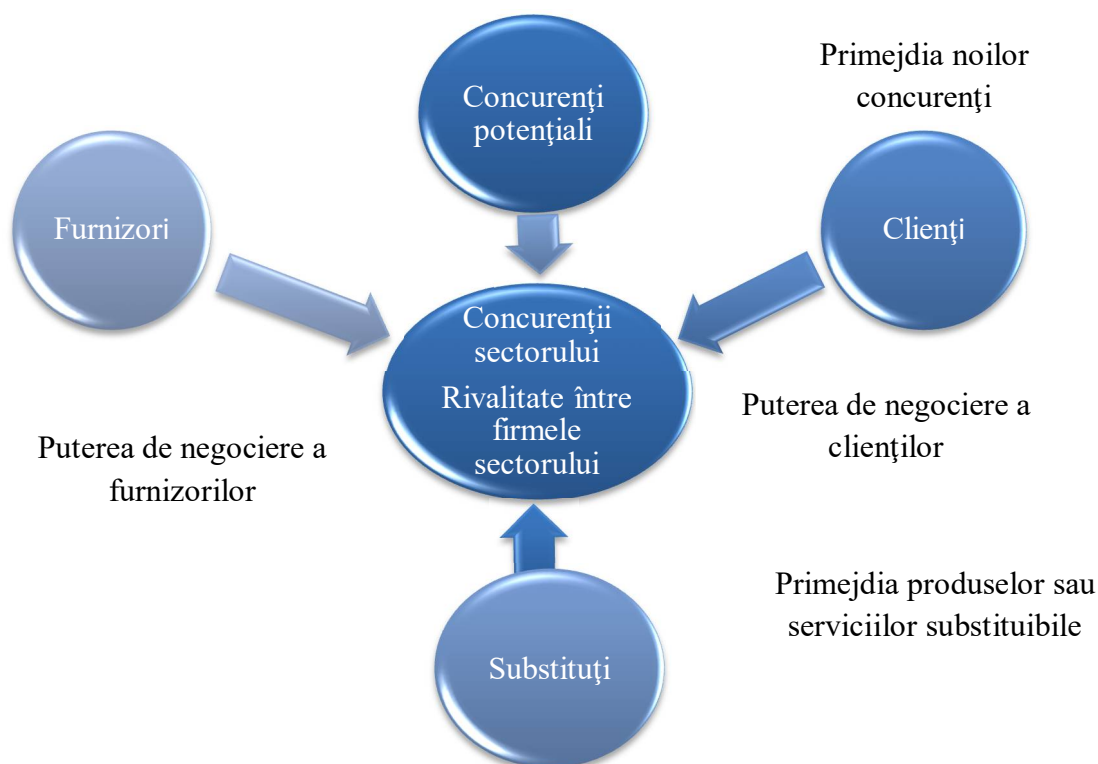 Primejdia noilor
concurenţi
Concurenţi
potenţiali
Furnizori
Clienţi
Concurenţii
sectorului
Rivalitate între
firmele
sectorului
Puterea de negociere a
furnizorilor
Puterea de negociere a
clienţilor
Primejdia produselor sau
serviciilor substituibile
Substituţi